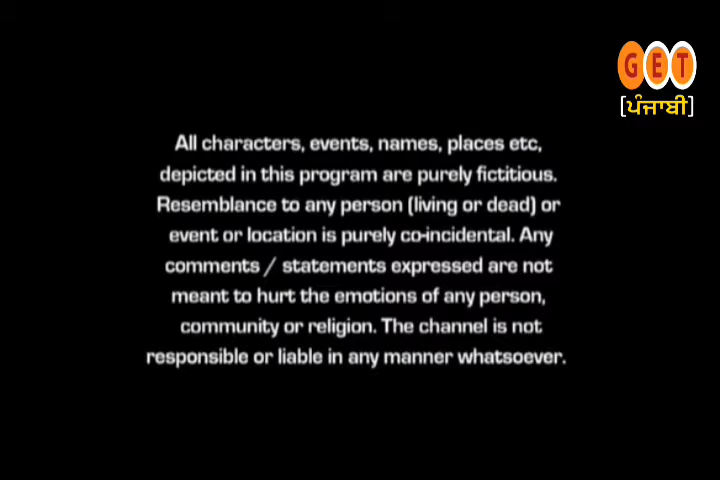 GET
[ਪੰਜਾਬੀ]
All characters, events, names, places etc,
depicted in this program are purely fictitious.
Resemblance to any person (living or dead) or
event or location is purely co-incidental. Any
comments / statements expressed are not
meant to hurt the emotions of any person,
community or religion. The channel is not
responsible or liable in any manner whatsoever.